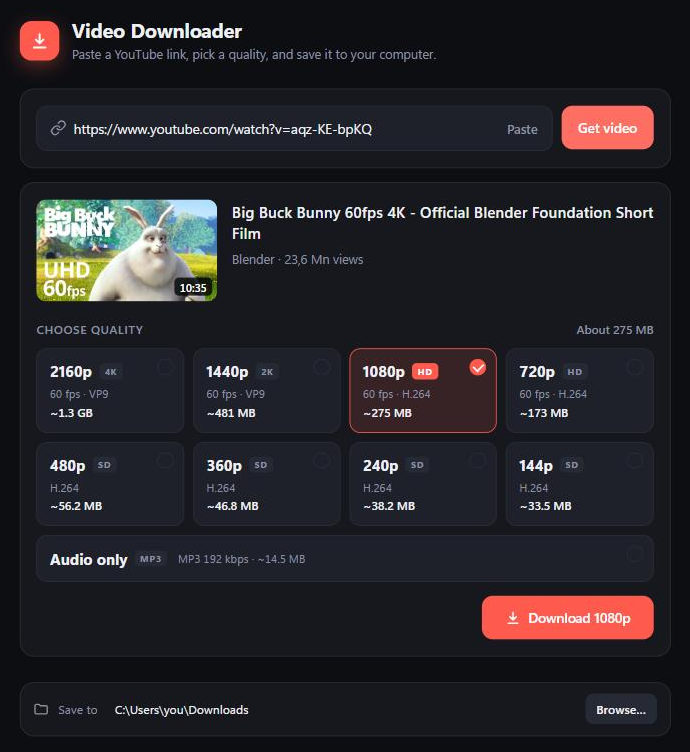 Video Downloader
Paste a YouTube link, pick a quality, and save it to your computer.
https://www.youtube.com/watch?v=aqz-KE-bpKQ
Paste
Get video
Big Buck
BUNNY
UHD
60fps
10:35
Big Buck Bunny 60fps 4K - Official Blender Foundation Short
Film
Blender · 23,6 Mn views
CHOOSE QUALITY
About 275 MB
2160p 4K
60 fps · VP9
~1.3 GB
1440p 2K
60 fps · VP9
~481 MB
1080p HD
60 fps · H.264
~275 MB
720p HD
60 fps · H.264
~173 MB
480p SD
H.264
~56.2 MB
360p SD
H.264
~46.8 MB
240p SD
H.264
~38.2 MB
144p SD
H.264
~33.5 MB
Audio only MP3 MP3 192 kbps · ~14.5 MB
Download 1080p
Save to C:\Users\you\Downloads
Browse...